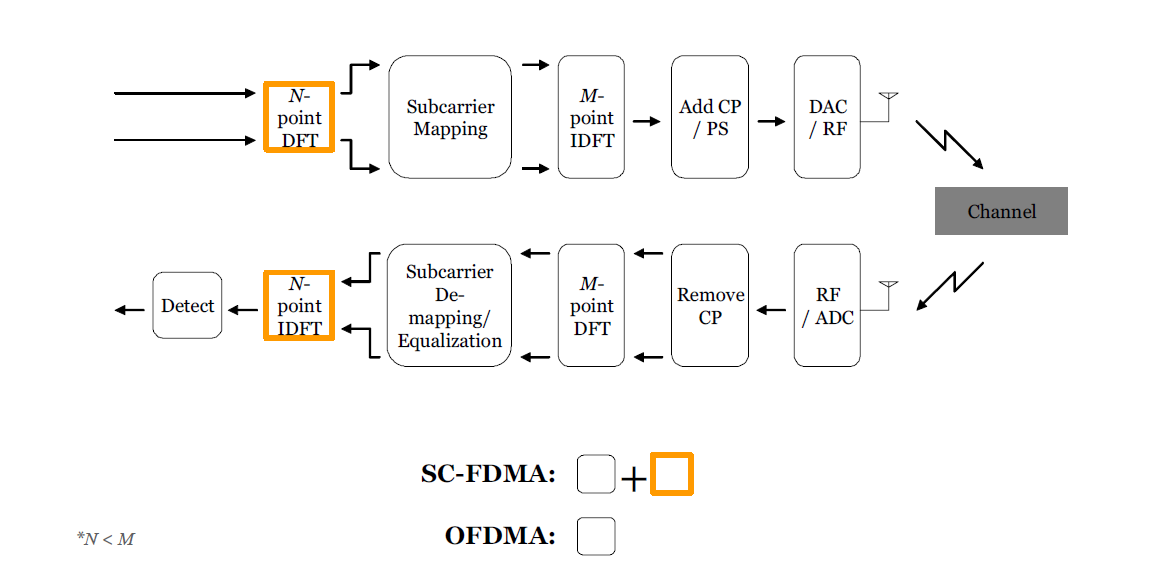 N-
point
DFT
Subcarrier
Mapping
M-
point
IDFT
Add CP
/ PS
DAC
/ RF
Channel
Detect
N-
point
IDFT
Subcarrier
De-
mapping/
Equalization
M-
point
DFT
Remove
CP
RF
/ ADC
SC-FDMA:
+
OFDMA:
*N < M